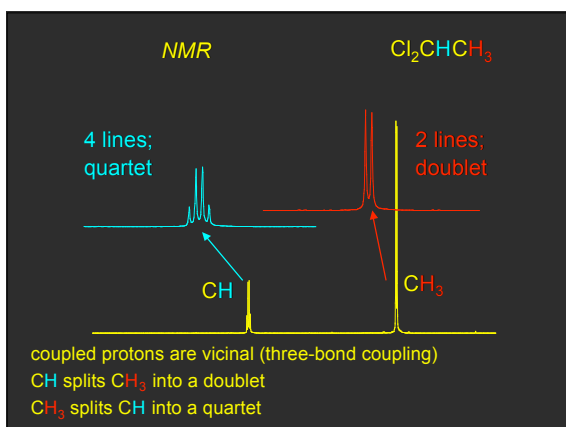 NMR
Cl₂CHCH₃
4 lines;
quartet
2 lines;
doublet
CH
CH₃
coupled protons are vicinal (three-bond coupling)
CH splits CH₃ into a doublet
CH₃ splits CH into a quartet